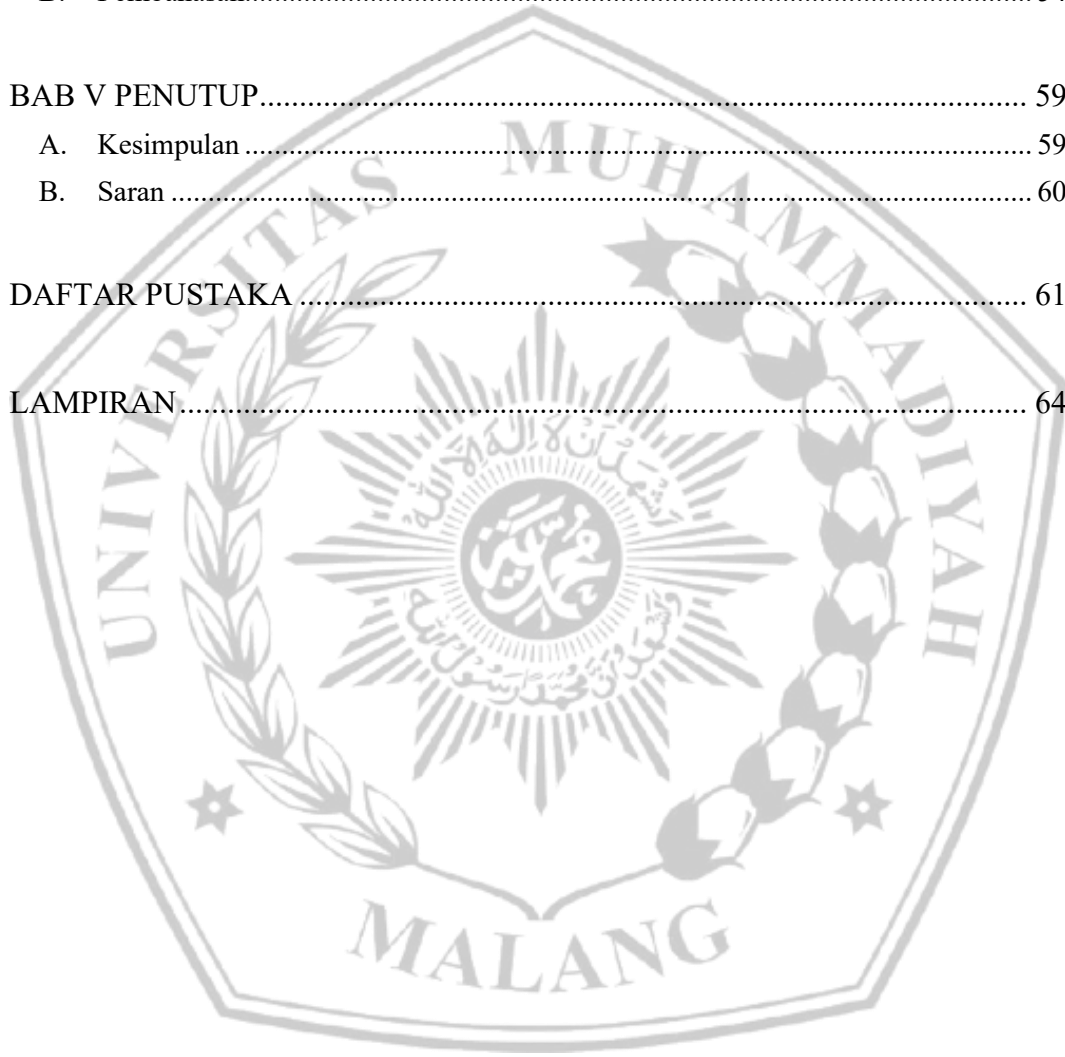 BAB V PENUTUP........................................................................................... 59
A. Kesimpulan ........................................................................................... 59
B. Saran ........................................................................................... 60
DAFTAR PUSTAKA ........................................................................................... 61
LAMPIRAN........................................................................................... 64
UNIVERSITAS MUHAMMADIYAH
MALANG